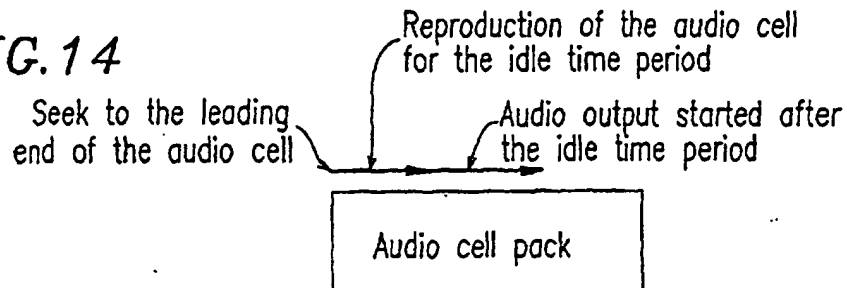 G. 14
Reproduction of the audio cell
for the idle time period
Seek to the leading
end of the audio cell
Audio output started after
the idle time period
Audio cell pack